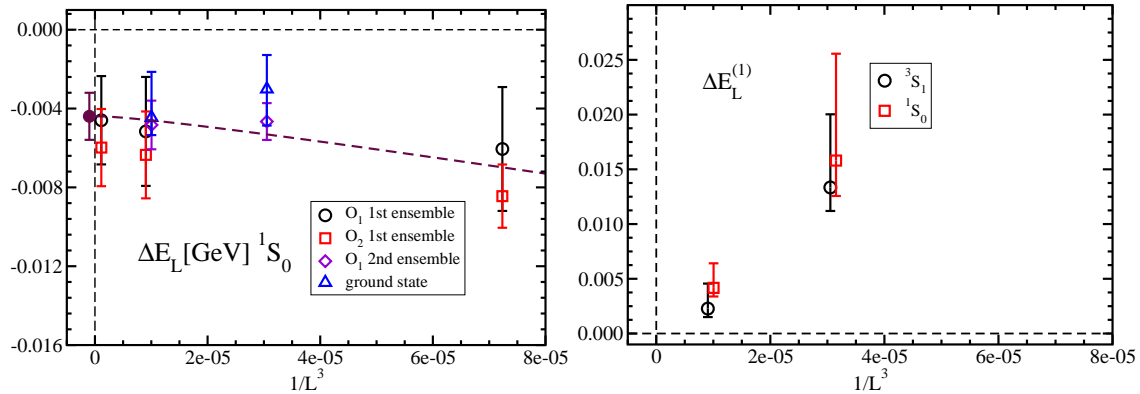 0.000
-0.004
-0.008
-0.012
-0.016
ΔE_L[GeV] ¹S₀
O₁ 1st ensemble
O₂ 1st ensemble
O₁ 2nd ensemble
ground state
0 2e-05 4e-05 6e-05 8e-05
1/L³
0.025
0.020
0.015
0.010
0.005
0.000
ΔE_L⁽¹⁾
³S₁
¹S₀
0 2e-05 4e-05 6e-05 8e-05
1/L³